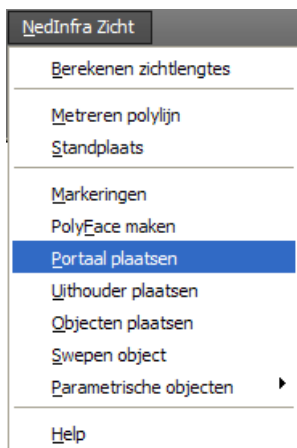 NedInfra Zicht
Berekenen zichtlengtes
Metreren polylijn
Standplaats
Markeringen
PolyFace maken
Portaal plaatsen
Uithouder plaatsen
Objecten plaatsen
Swepen object
Parametrische objecten
Help